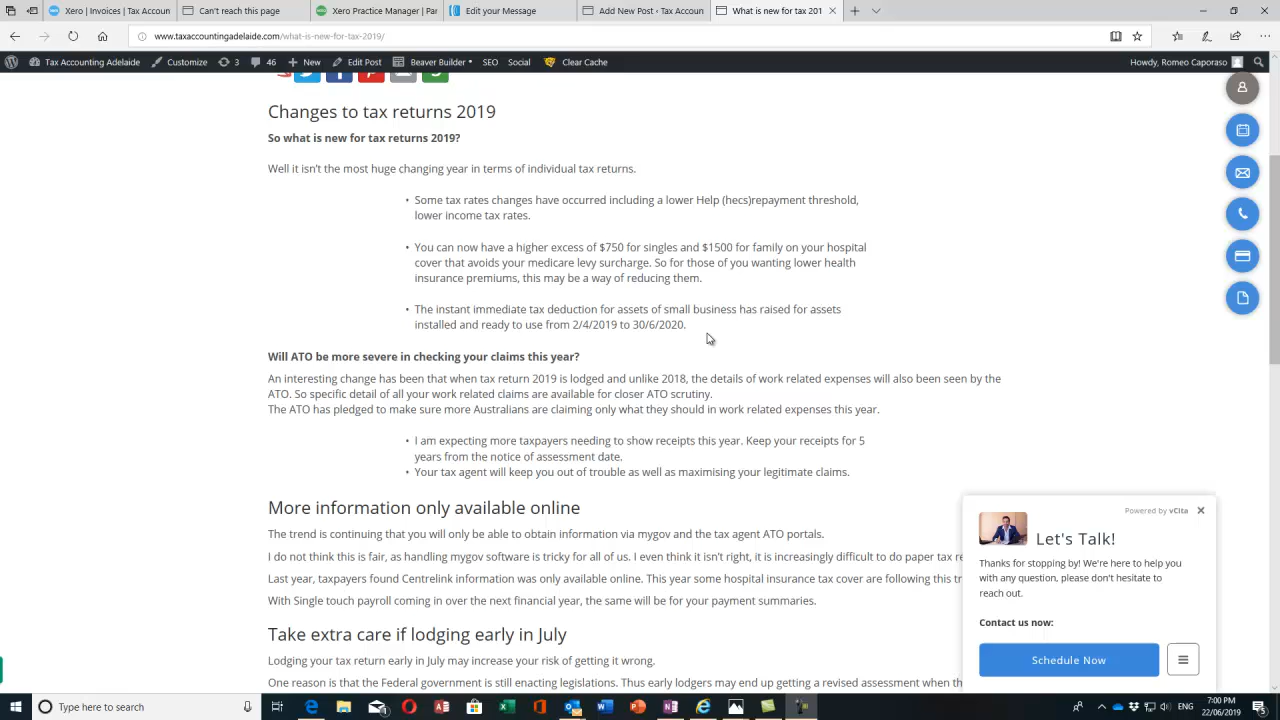 Xero | Invoices | Tax Accountin
Can't reach this page
Xero Practice Manager | Par
Edit your Message
Add New Post ‹ Tax Accoun
What is new for tax 201
www.taxaccountingadelaide.com/what-is-new-for-tax-2019/
Tax Accounting Adelaide
Customize
3
46
New
Edit Post
Beaver Builder
SEO
Social
Clear Cache
Howdy, Romeo Caporaso
Changes to tax returns 2019
So what is new for tax returns 2019?
Well it isn't the most huge changing year in terms of individual tax returns.
• Some tax rates changes have occurred including a lower Help (hecs)repayment threshold,
lower income tax rates.
• You can now have a higher excess of $750 for singles and $1500 for family on your hospital
cover that avoids your medicare levy surcharge. So for those of you wanting lower health
insurance premiums, this may be a way of reducing them.
• The instant immediate tax deduction for assets of small business has raised for assets
installed and ready to use from 2/4/2019 to 30/6/2020.
Will ATO be more severe in checking your claims this year?
An interesting change has been that when tax return 2019 is lodged and unlike 2018, the details of work related expenses will also been seen by the
ATO. So specific detail of all your work related claims are available for closer ATO scrutiny.
The ATO has pledged to make sure more Australians are claiming only what they should in work related expenses this year.
• I am expecting more taxpayers needing to show receipts this year. Keep your receipts for 5
years from the notice of assessment date.
• Your tax agent will keep you out of trouble as well as maximising your legitimate claims.
More information only available online
The trend is continuing that you will only be able to obtain information via mygov and the tax agent ATO portals.
I do not think this is fair, as handling mygov software is tricky for all of us. I even think it isn't right, it is increasingly difficult to do paper tax re
Last year, taxpayers found Centrelink information was only available online. This year some hospital insurance tax cover are following this tr
With Single touch payroll coming in over the next financial year, the same will be for your payment summaries.
Take extra care if lodging early in July
Lodging your tax return early in July may increase your risk of getting it wrong.
One reason is that the Federal government is still enacting legislations. Thus early lodgers may end up getting a revised assessment when th
Powered by vCita
Let's Talk!
Thanks for stopping by! We're here to help you
with any question, please don't hesitate to
reach out.
Contact us now:
Schedule Now
Type here to search
7:00 PM
22/06/2019